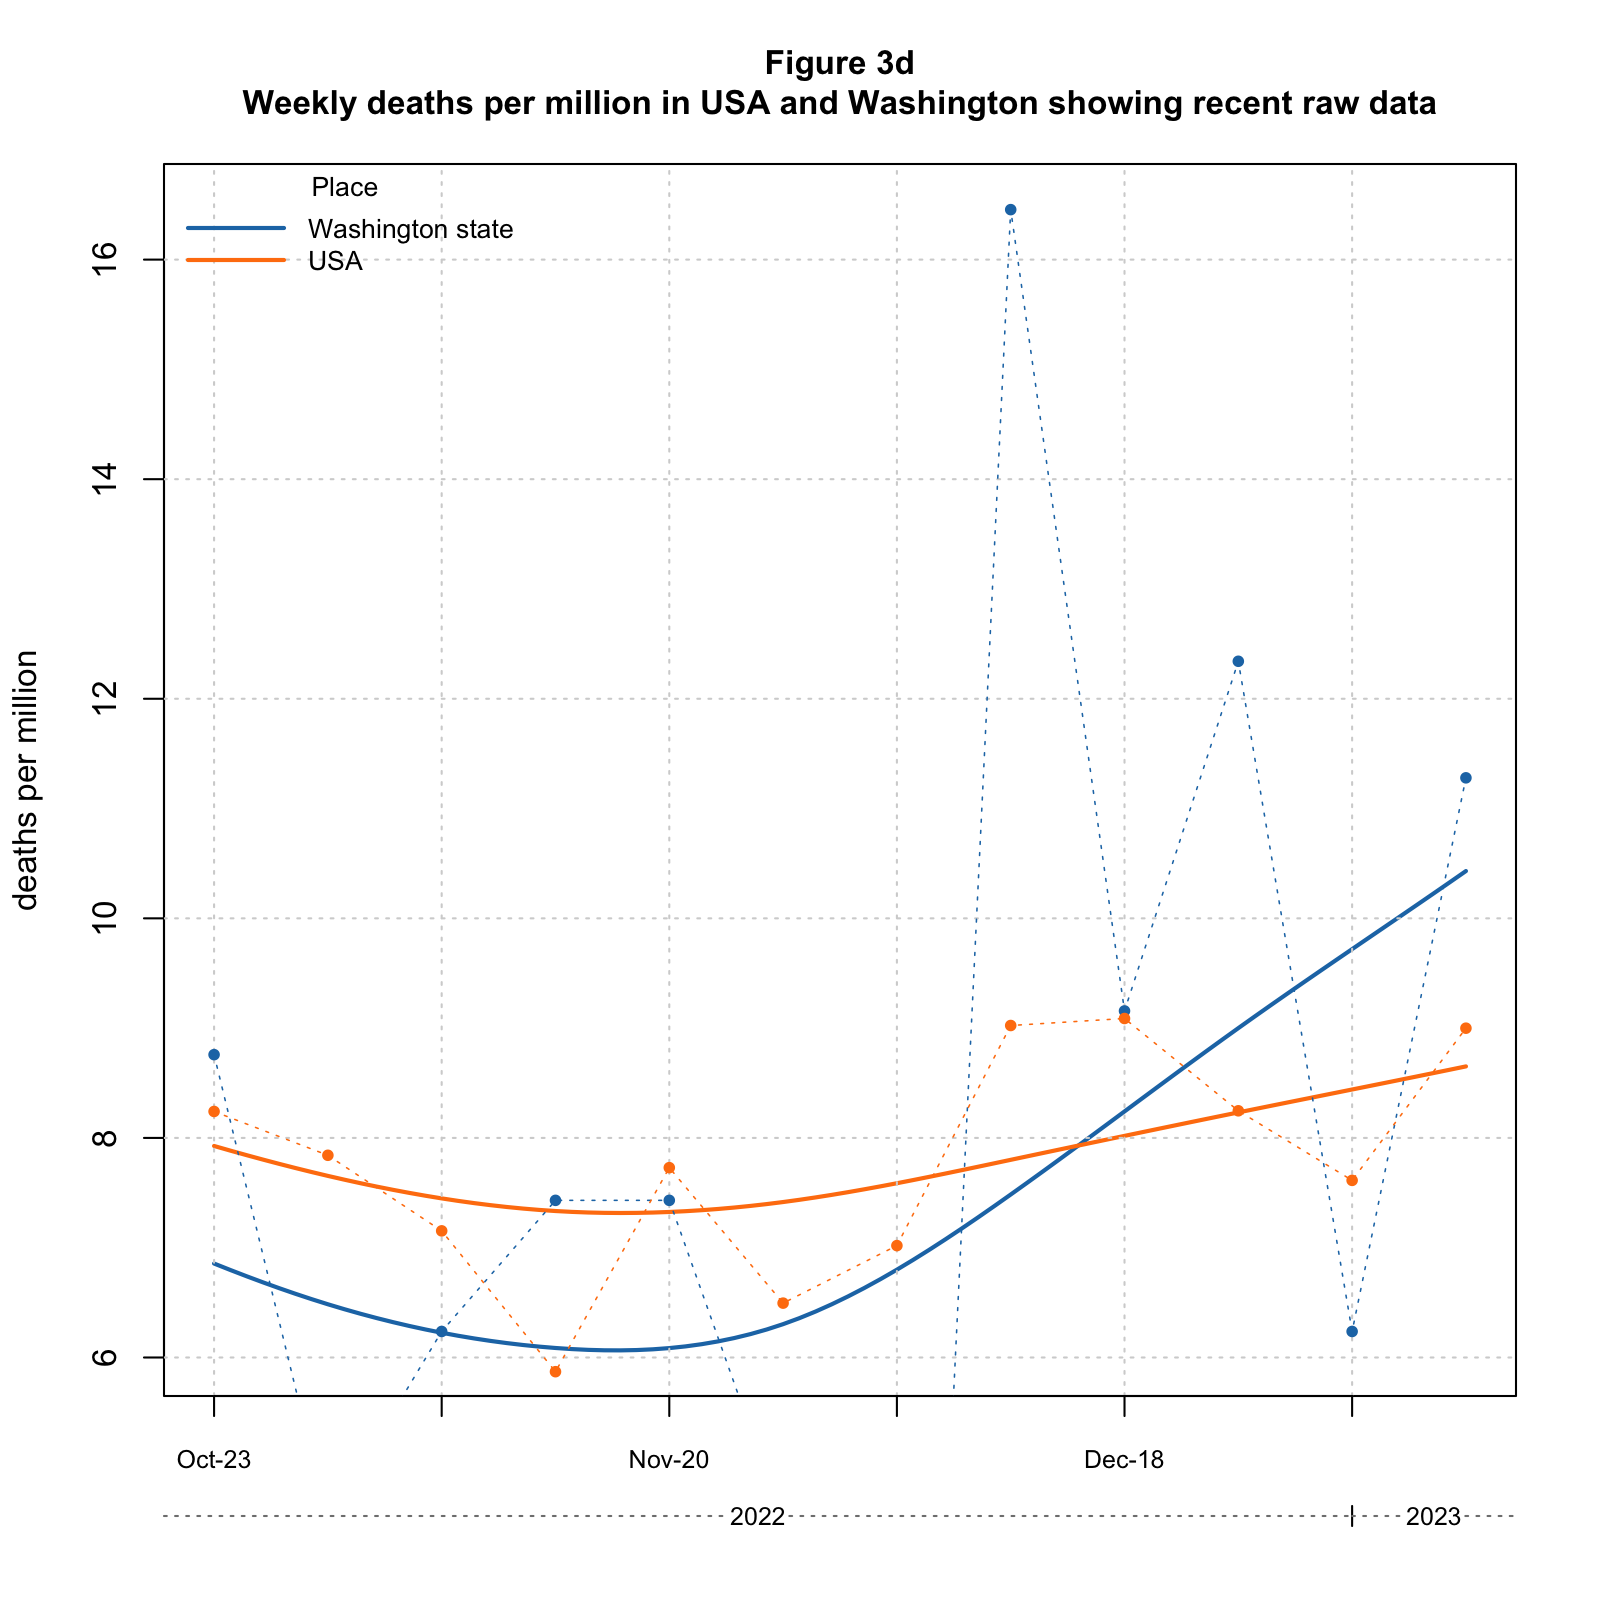 Figure 3d
Weekly deaths per million in USA and Washington showing recent raw data
Place
Washington state
USA
deaths per million
16
14
12
10
8
6
Oct-23
Nov-20
Dec-18
2022
2023